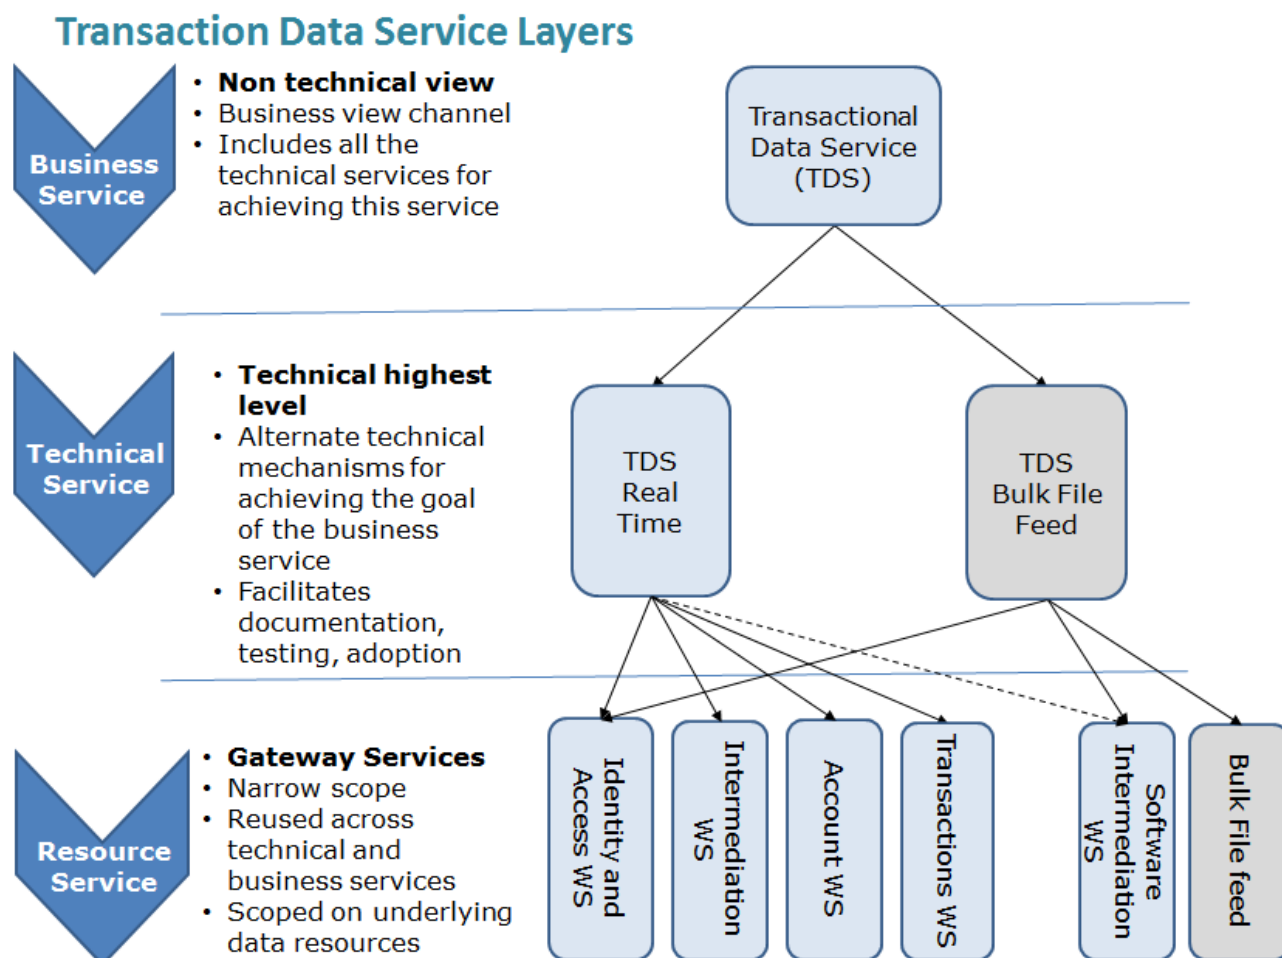 Transaction Data Service Layers
Business
Service
• Non technical view
• Business view channel
• Includes all the
technical services for
achieving this service
Transactional
Data Service
(TDS)
Technical
Service
• Technical highest
level
• Alternate technical
mechanisms for
achieving the goal
of the business
service
• Facilitates
documentation,
testing, adoption
TDS
Real
Time
TDS
Bulk File
Feed
Resource
Service
• Gateway Services
• Narrow scope
• Reused across
technical and
business services
• Scoped on underlying
data resources
Identity and
Access WS
Intermediation
WS
Account WS
Transactions WS
Software
Intermediation
WS
Bulk File feed